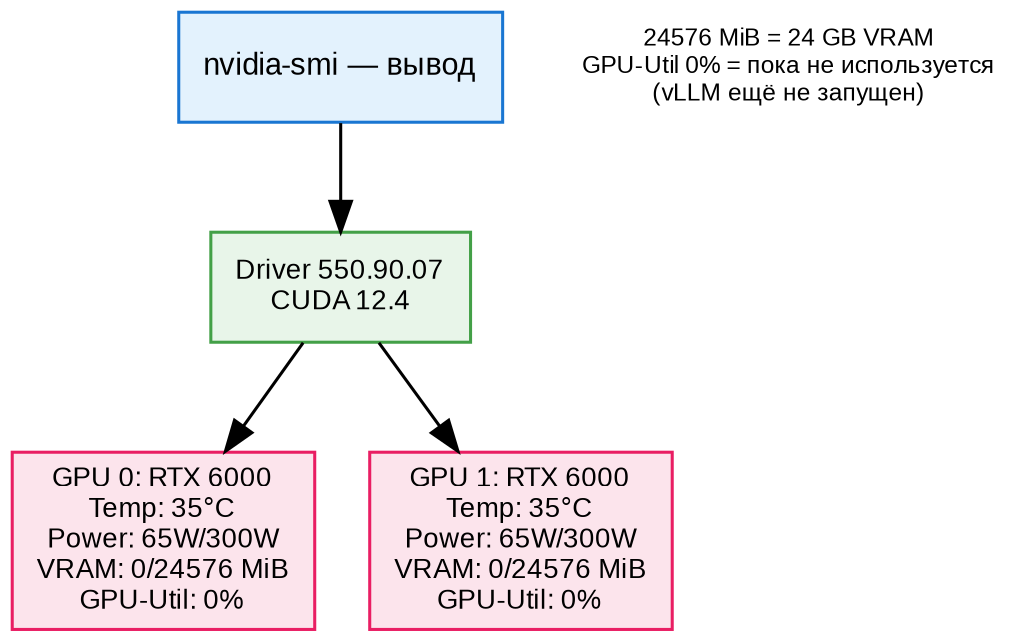 nvidia-smi — вывод
24576 MiB = 24 GB VRAM
GPU-Util 0% = пока не используется
(vLLM ещё не запущен)
Driver 550.90.07
CUDA 12.4
GPU 0: RTX 6000
Temp: 35°C
Power: 65W/300W
VRAM: 0/24576 MiB
GPU-Util: 0%
GPU 1: RTX 6000
Temp: 35°C
Power: 65W/300W
VRAM: 0/24576 MiB
GPU-Util: 0%